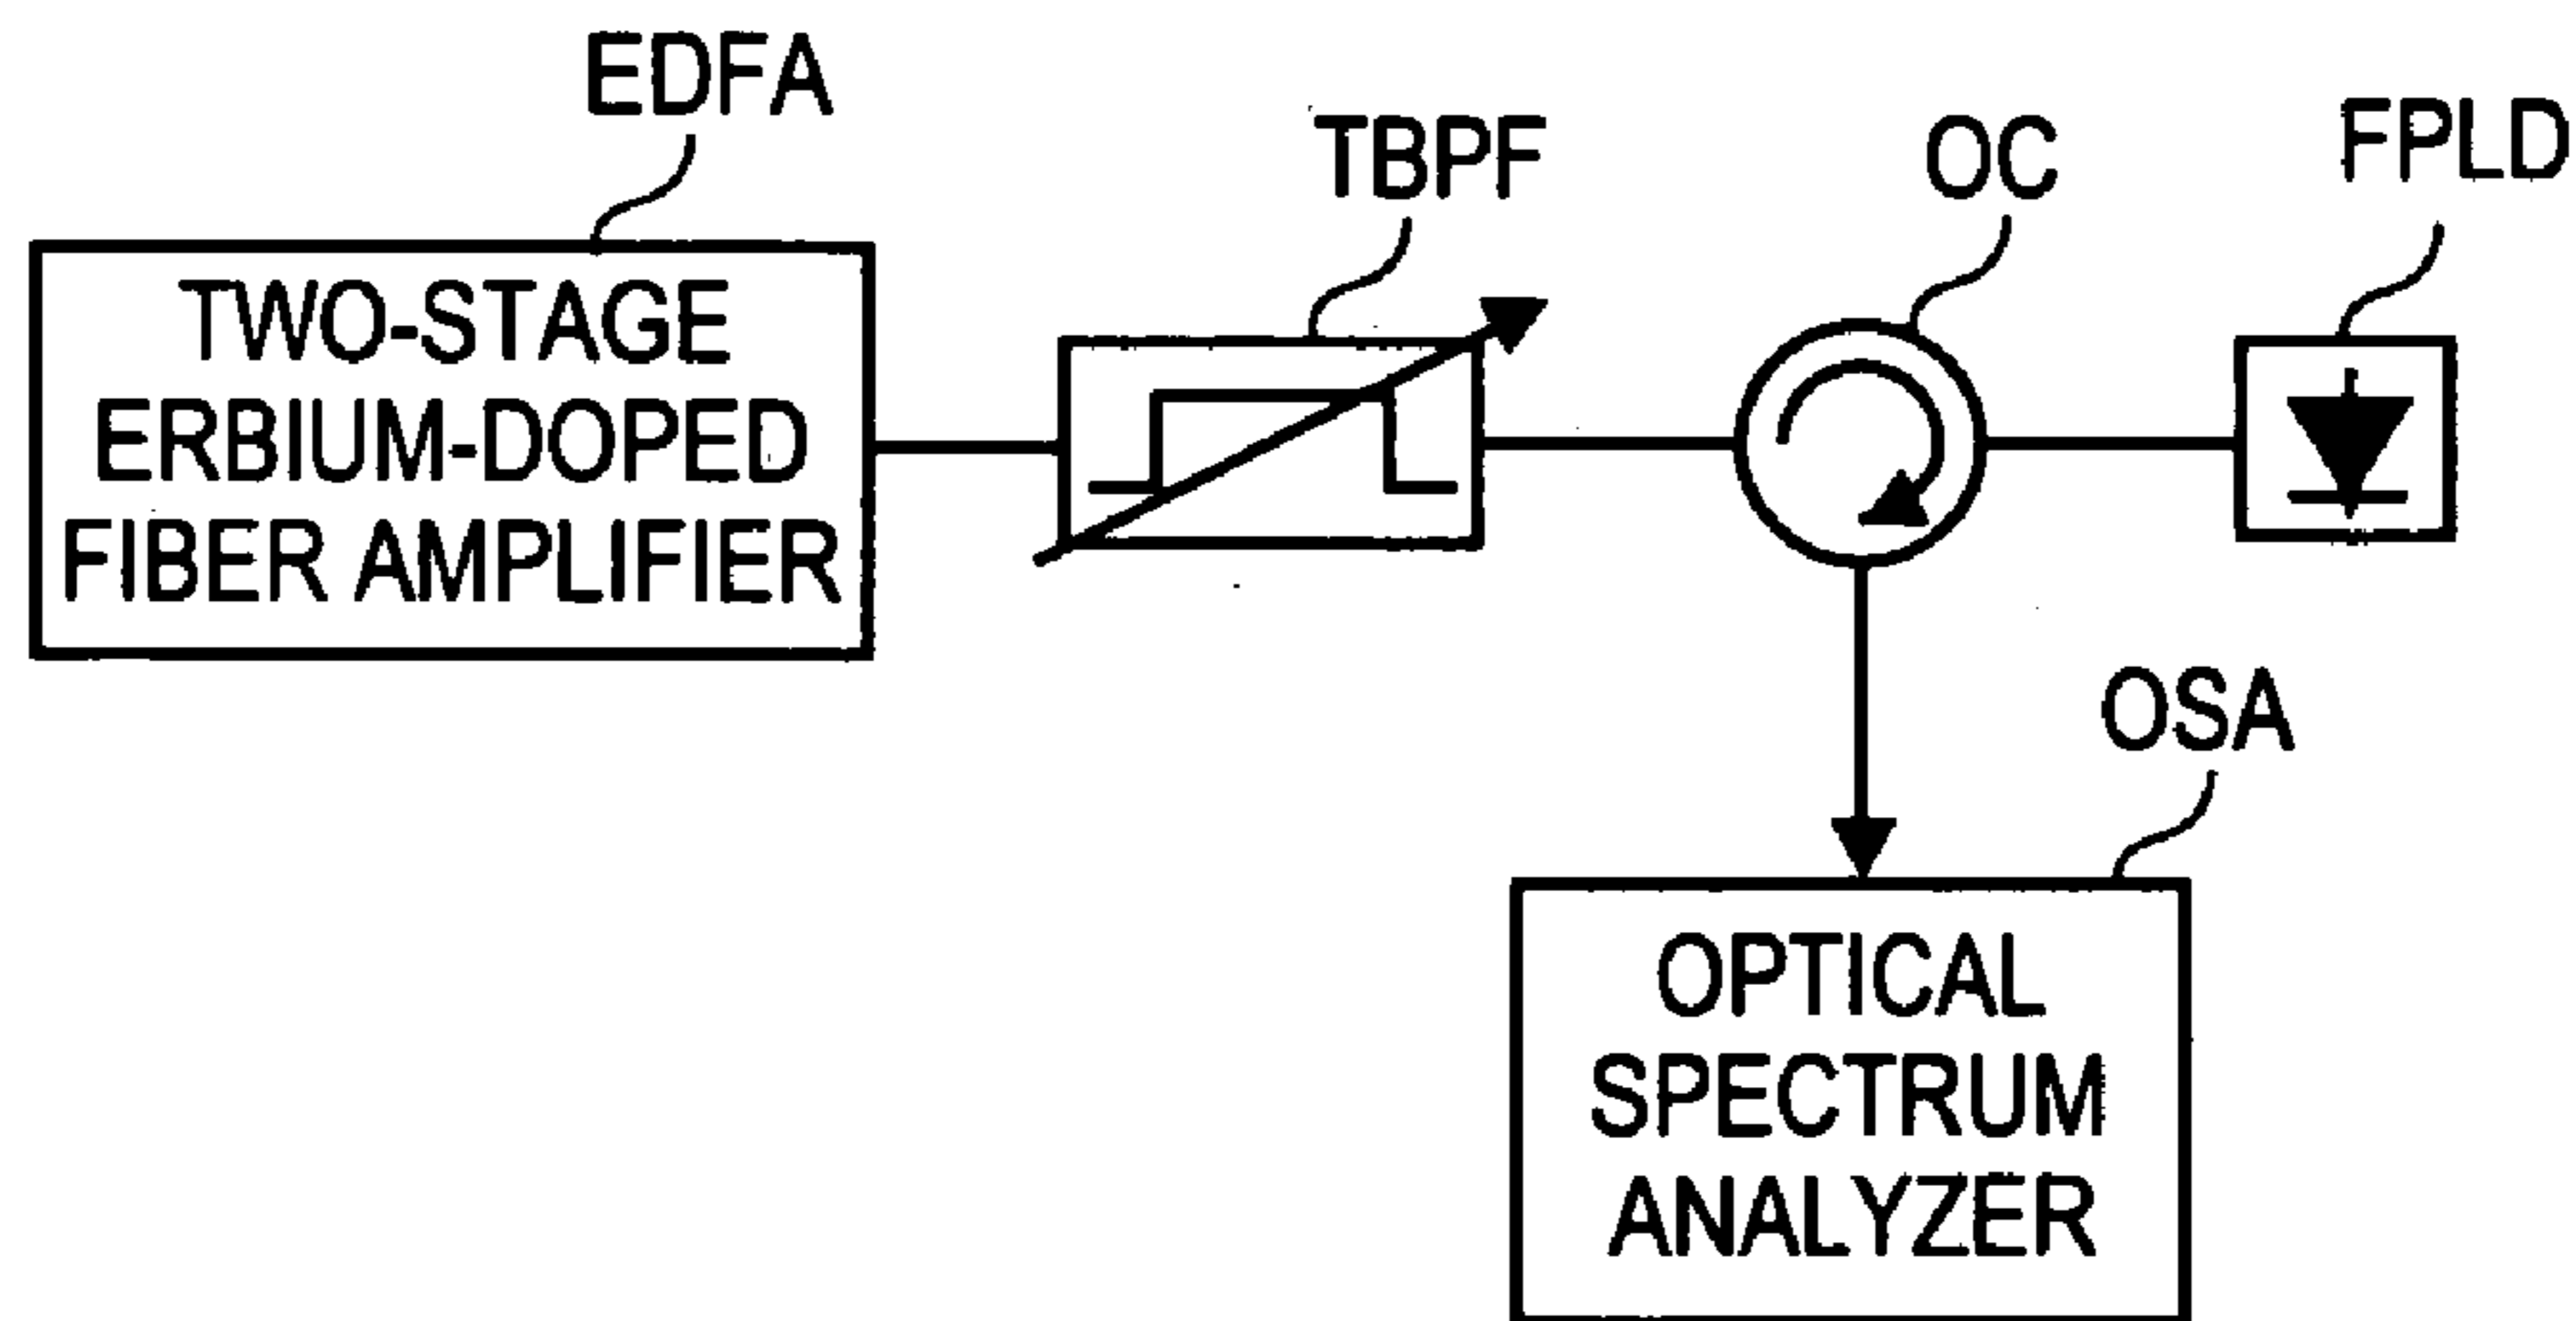 EDFA
TWO-STAGE
ERBIUM-DOPED
FIBER AMPLIFIER
TBPF
OC
FPLD
OSA
OPTICAL
SPECTRUM
ANALYZER